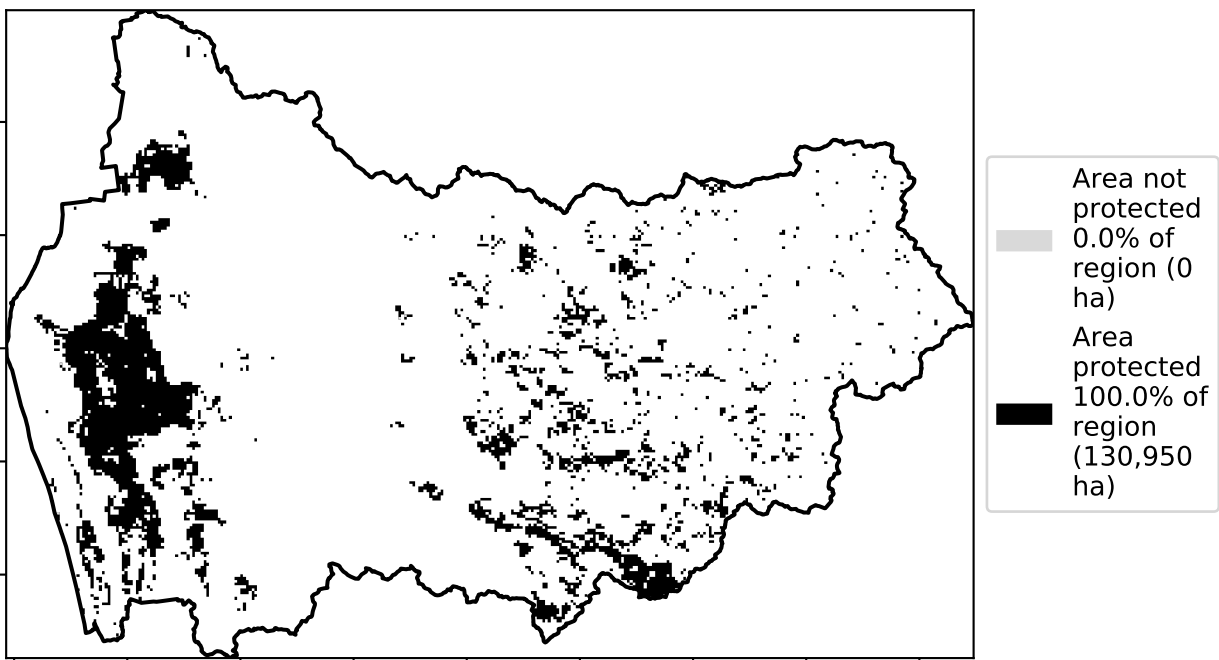 Area not
protected
0.0% of
region (0
ha)
Area
protected
100.0% of
region
(130,950
ha)